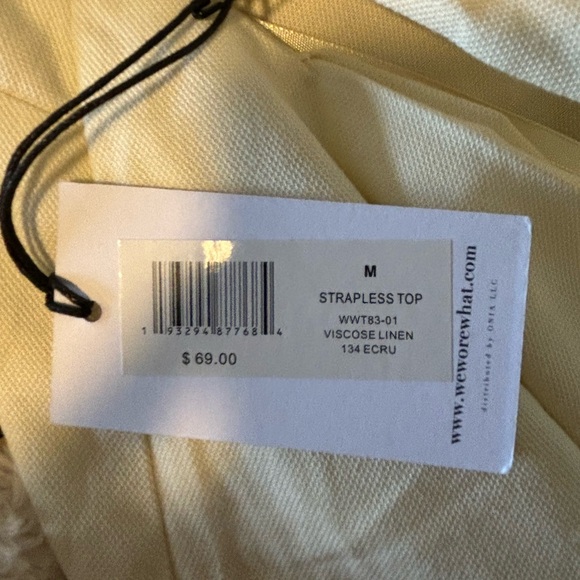 1 93294 87768 4
$ 69.00
M
STRAPLESS TOP
WWT83-01
VISCOSE LINEN
134 ECRU
www.weworewhat.com
distributed by ONIA LLC